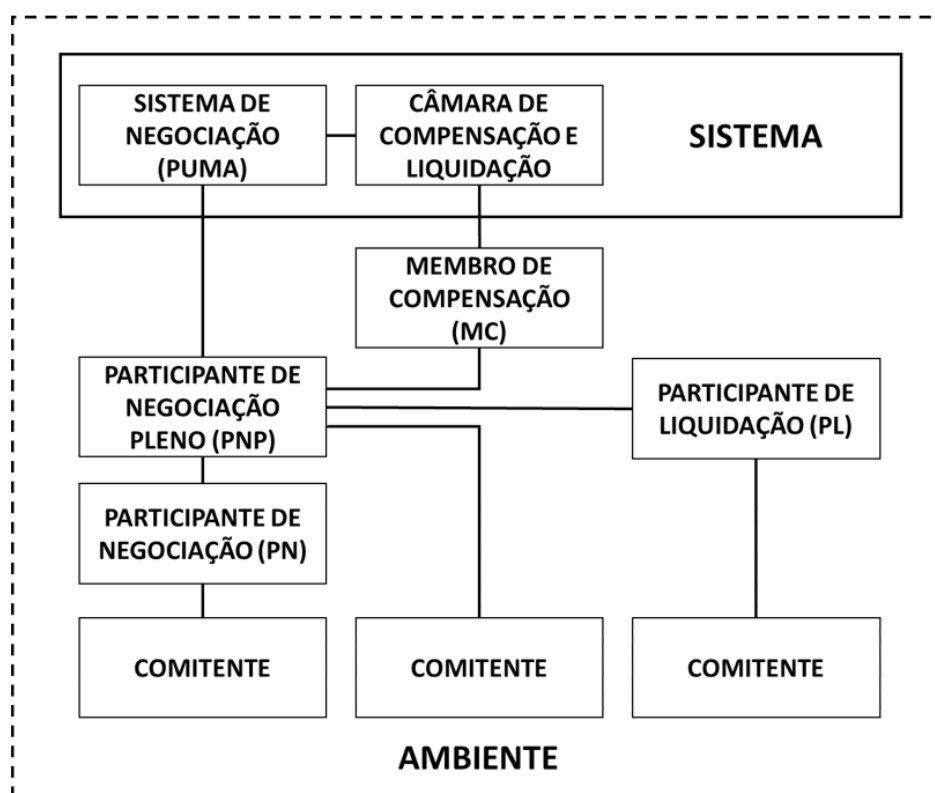 SISTEMA DE
NEGOCIAÇÃO
(PUMA)
CÂMARA DE
COMPENSAÇÃO E
LIQUIDAÇÃO
SISTEMA
MEMBRO DE
COMPENSAÇÃO
(MC)
PARTICIPANTE DE
NEGOCIAÇÃO
PLENO (PNP)
PARTICIPANTE DE
LIQUIDAÇÃO (PL)
PARTICIPANTE DE
NEGOCIAÇÃO (PN)
COMITENTE
COMITENTE
COMITENTE
AMBIENTE